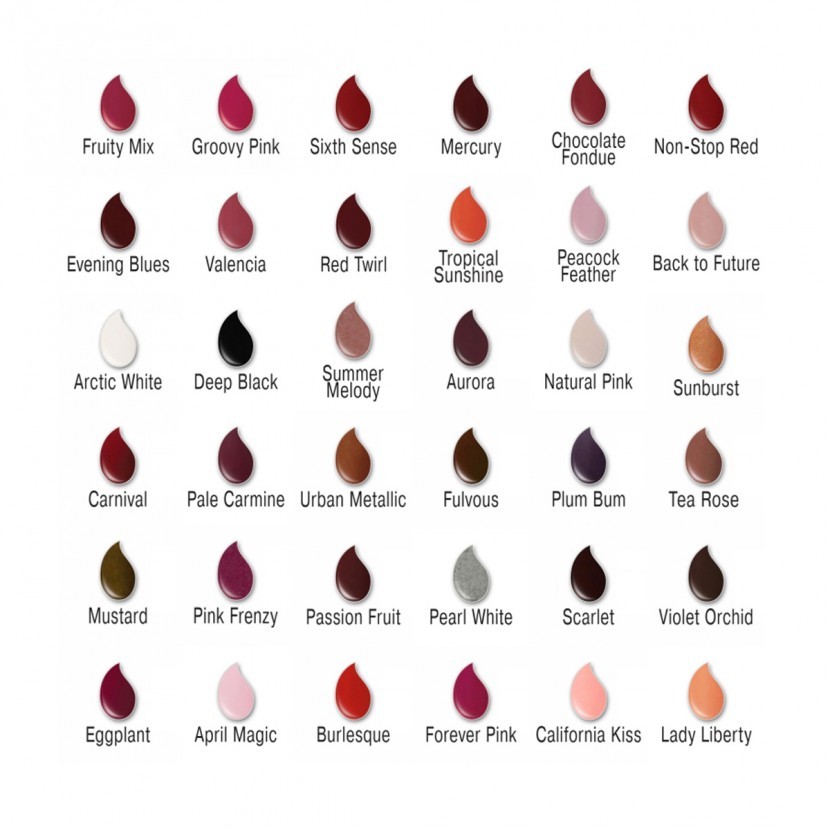 Fruity Mix
Groovy Pink
Sixth Sense
Mercury
Chocolate
Fondue
Non-Stop Red
Evening Blues
Valencia
Red Twirl
Tropical
Sunshine
Peacock
Feather
Back to Future
Arctic White
Deep Black
Summer
Melody
Aurora
Natural Pink
Sunburst
Carnival
Pale Carmine
Urban Metallic
Fulvous
Plum Bum
Tea Rose
Mustard
Pink Frenzy
Passion Fruit
Pearl White
Scarlet
Violet Orchid
Eggplant
April Magic
Burlesque
Forever Pink
California Kiss
Lady Liberty